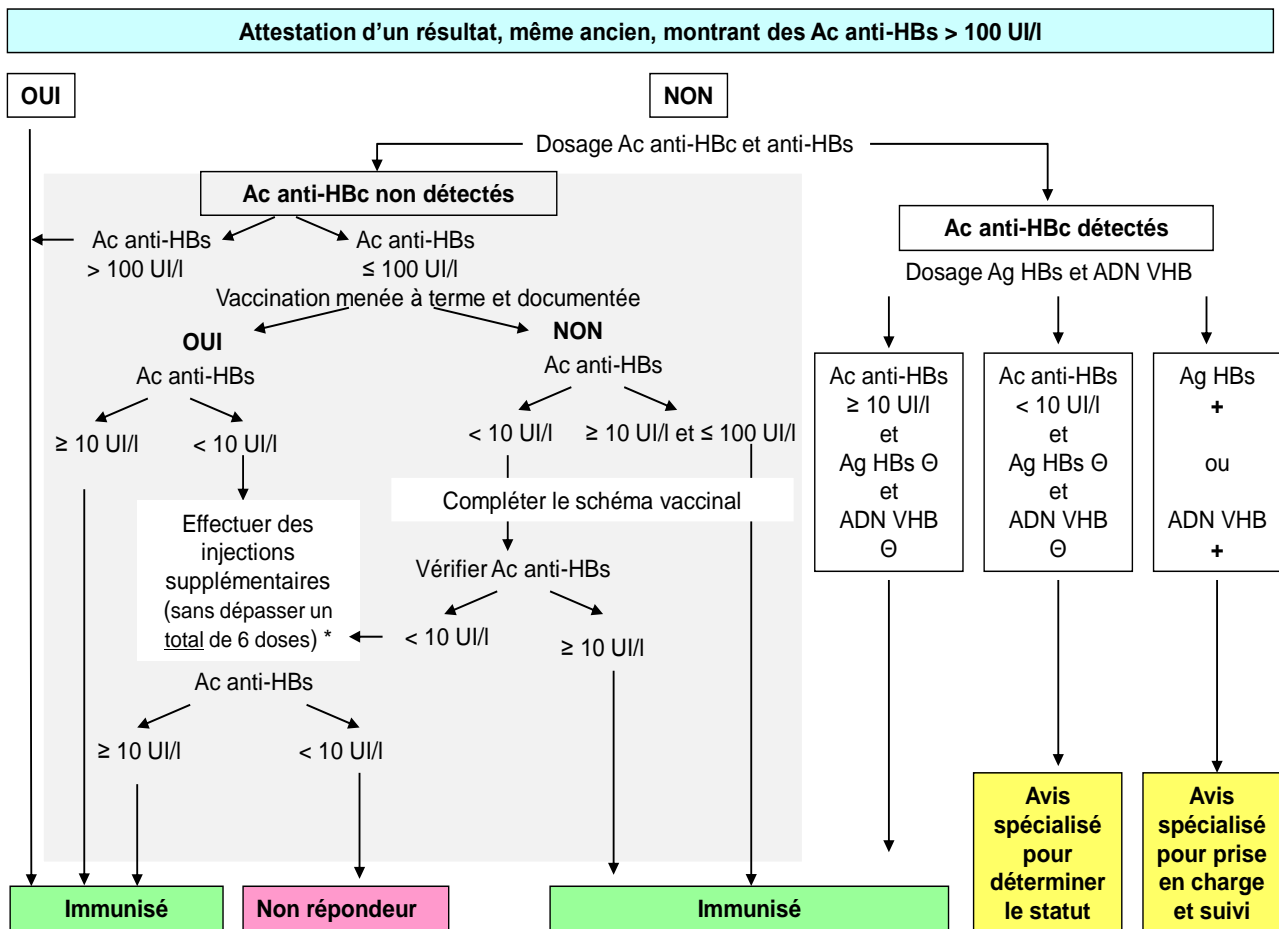 Attestation d'un résultat, même ancien, montrant des Ac anti-HBs > 100 UI/l
OUI
NON
Dosage Ac anti-HBc et anti-HBs
Ac anti-HBc non détectés
Ac anti-HBs
> 100 UI/l
Ac anti-HBs
≤ 100 UI/l
Vaccination menée à terme et documentée
OUI
Ac anti-HBs
≥ 10 UI/l
< 10 UI/l
Effectuer des
injections
supplémentaires
(sans dépasser un
total de 6 doses) *
Ac anti-HBs
≥ 10 UI/l
< 10 UI/l
NON
Ac anti-HBs
< 10 UI/l
≥ 10 UI/l et ≤ 100 UI/l
Compléter le schéma vaccinal
Vérifier Ac anti-HBs
< 10 UI/l
≥ 10 UI/l
Ac anti-HBc détectés
Dosage Ag HBs et ADN VHB
Ac anti-HBs
≥ 10 UI/l
et
Ag HBs Θ
et
ADN VHB
Θ
Ac anti-HBs
< 10 UI/l
et
Ag HBs Θ
et
ADN VHB
Θ
Ag HBs
+
ou
ADN VHB
+
Immunisé
Non répondeur
Immunisé
Avis
spécialisé
pour
déterminer
le statut
Avis
spécialisé
pour prise
en charge
et suivi